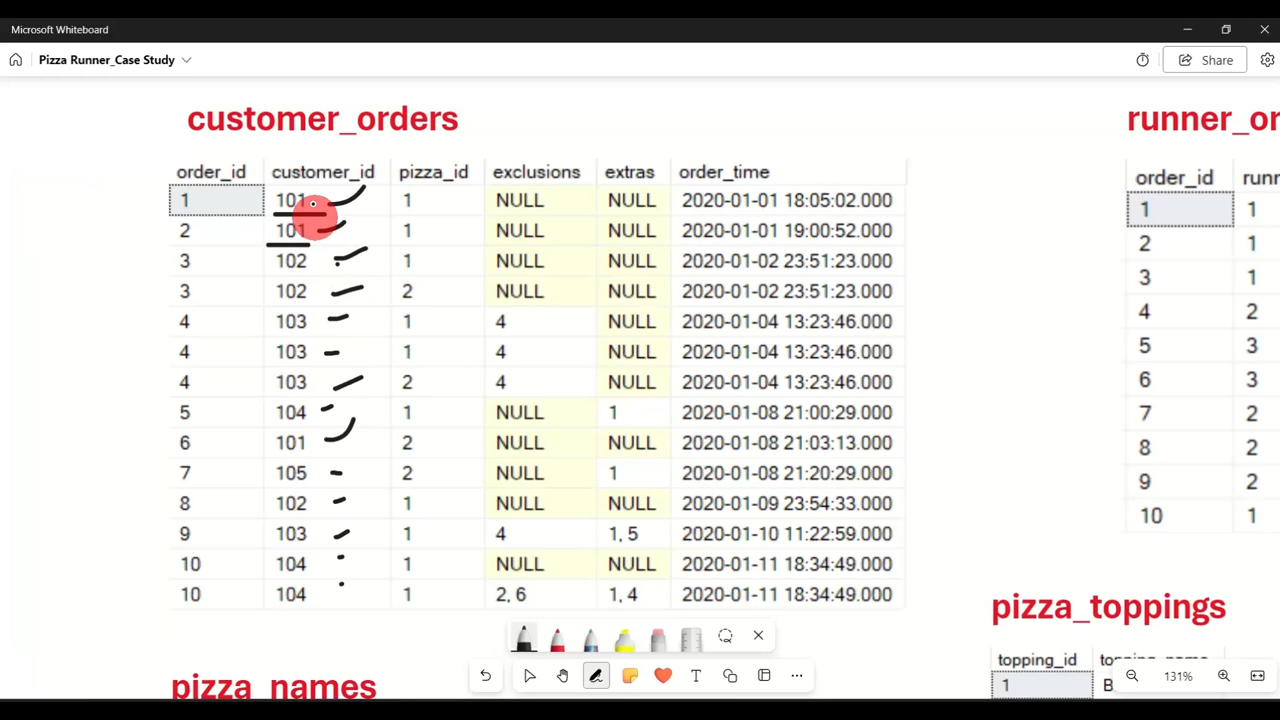 Microsoft Whiteboard
Pizza Runner_Case Study
Share
customer_orders
order_id customer_id pizza_id exclusions extras order_time
1 101 1 NULL NULL 2020-01-01 18:05:02.000
2 101 1 NULL NULL 2020-01-01 19:00:52.000
3 102 1 NULL NULL 2020-01-02 23:51:23.000
3 102 2 NULL NULL 2020-01-02 23:51:23.000
4 103 1 4 NULL 2020-01-04 13:23:46.000
4 103 1 4 NULL 2020-01-04 13:23:46.000
4 103 2 4 NULL 2020-01-04 13:23:46.000
5 104 1 NULL 1 2020-01-08 21:00:29.000
6 101 2 NULL NULL 2020-01-08 21:03:13.000
7 105 2 NULL 1 2020-01-08 21:20:29.000
8 102 1 NULL NULL 2020-01-09 23:54:33.000
9 103 1 4 1, 5 2020-01-10 11:22:59.000
10 104 1 NULL NULL 2020-01-11 18:34:49.000
10 104 1 2, 6 1, 4 2020-01-11 18:34:49.000
runner_or
order_id runn
1 1
2 1
3 1
4 2
5 3
6 3
7 2
8 2
9 2
10 1
pizza_names
pizza_toppings
topping_id
1 B
131%